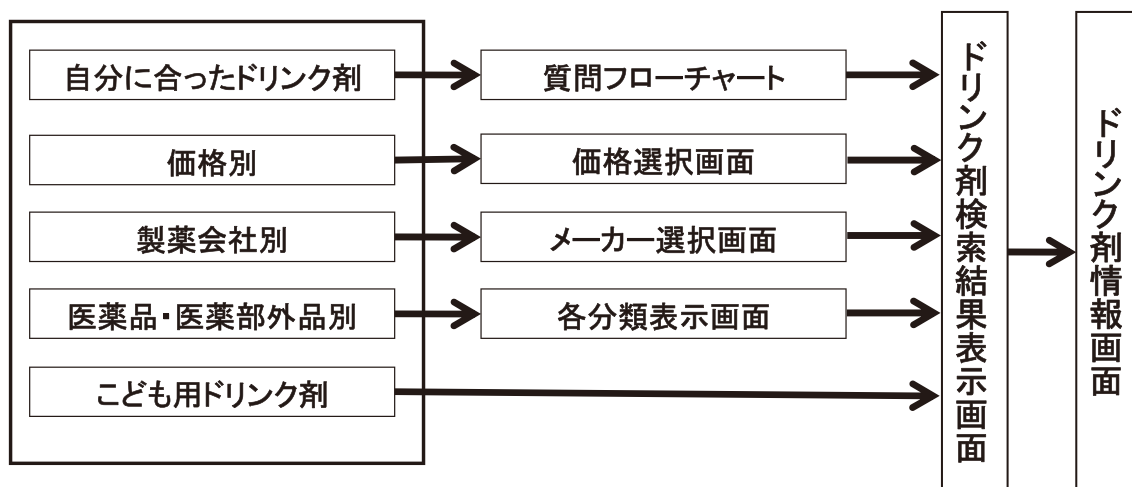 自分に合ったドリンク剤
質問フローチャート
価格別
価格選択画面
製薬会社別
メーカー選択画面
医薬品・医薬部外品別
各分類表示画面
こども用ドリンク剤
ドリンク剤検索結果表示画面
ドリンク剤情報画面